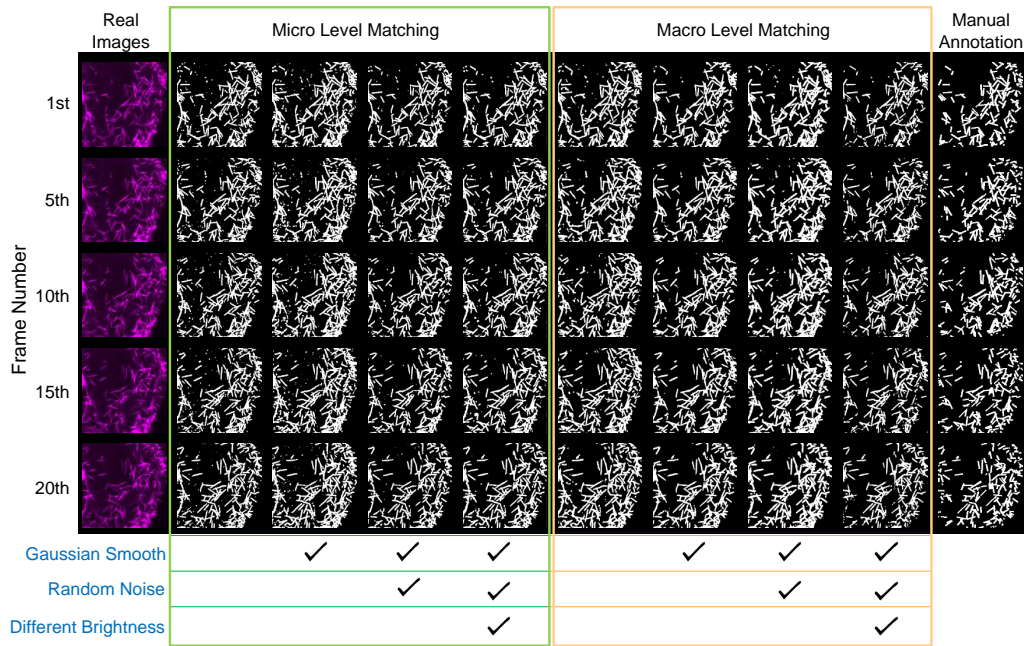 Real
Images
Micro Level Matching
Macro Level Matching
Manual
Annotation
Frame Number
1st
5th
10th
15th
20th
Gaussian Smooth
Random Noise
Different Brightness